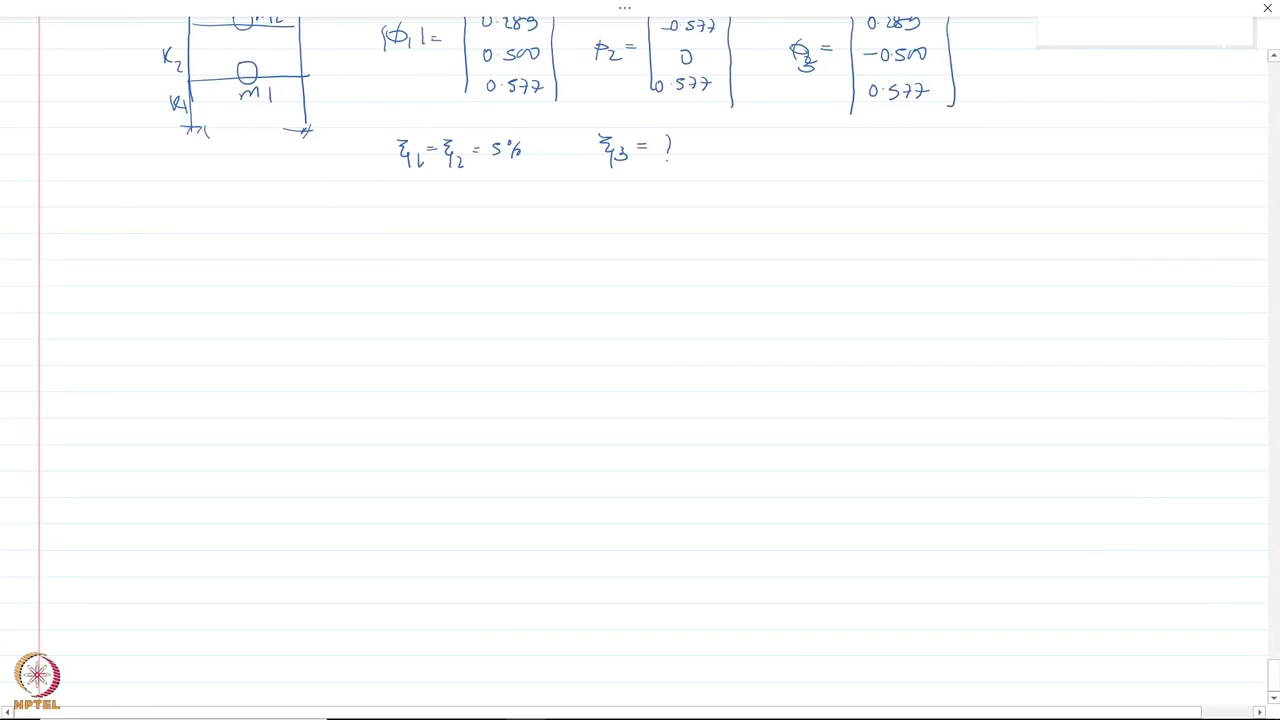 m2
0.289
-0.577
0.289
K2
{Φ1} =
0.500
Φ2 =
0
Φ3 =
-0.500
0.577
0.577
0.577
K1
m1
ξ1 = ξ2 = 5%
ξ3 = ?
NPTEL